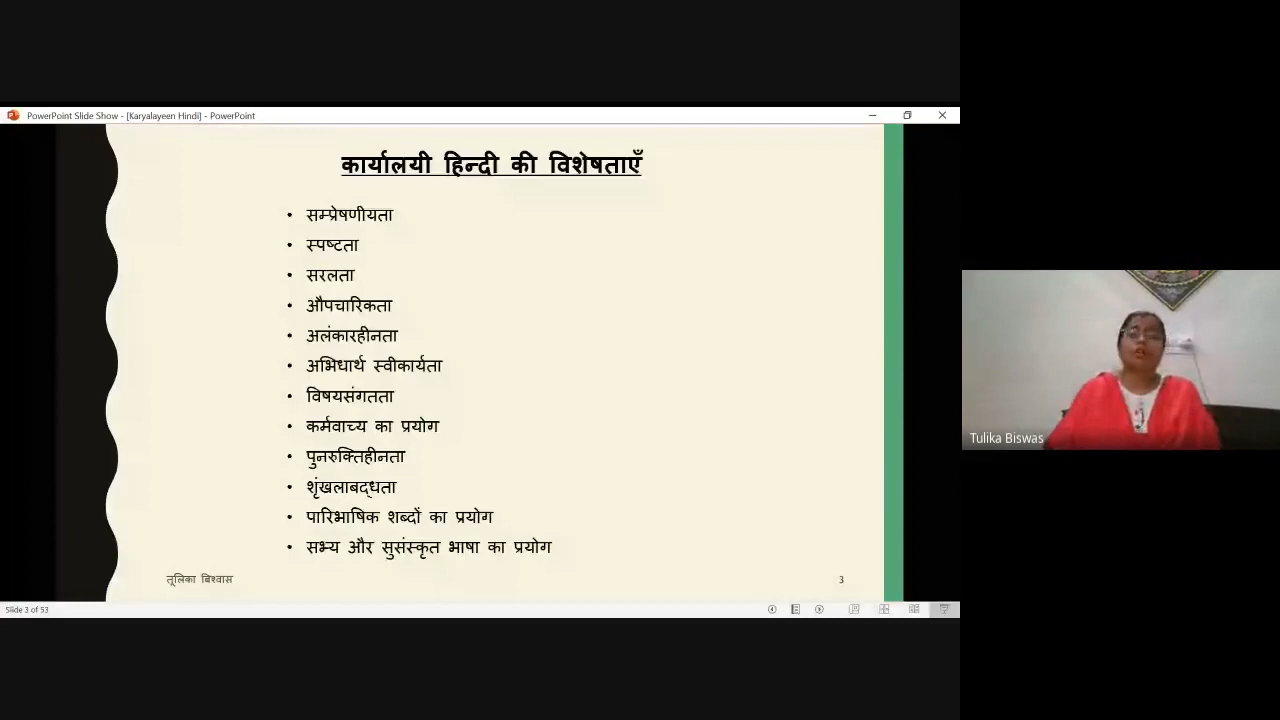 PowerPoint Slide Show - [Karyalayeen Hindi] - PowerPoint
कार्यालयी हिन्दी की विशेषताएँ
• सम्प्रेषणीयता
• स्पष्टता
• सरलता
• औपचारिकता
• अलंकारहीनता
• अभिधार्थ स्वीकार्यता
• विषयसंगतता
• कर्मवाच्य का प्रयोग
• पुनरुक्तिहीनता
• शृंखलाबद्धता
• पारिभाषिक शब्दों का प्रयोग
• सभ्य और सुसंस्कृत भाषा का प्रयोग
तूलिका बिश्वास 3
Slide 3 of 53
Tulika Biswas